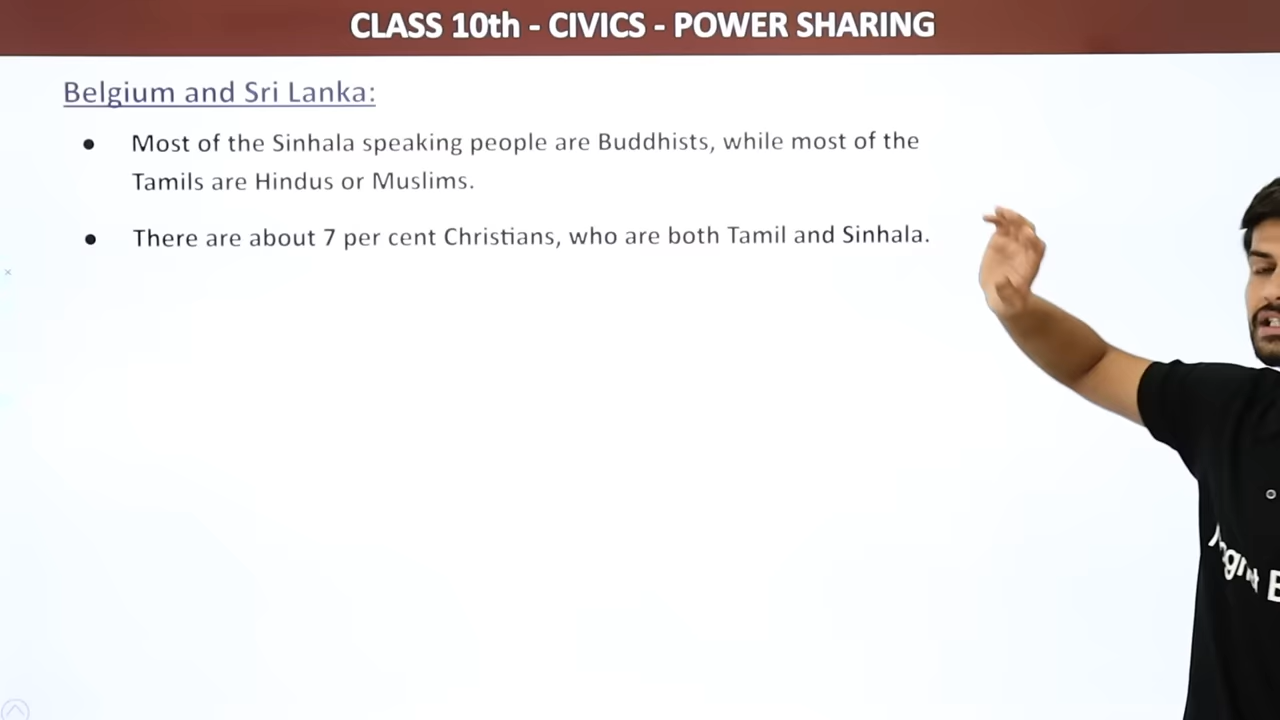 CLASS 10th - CIVICS - POWER SHARING
Belgium and Sri Lanka:
● Most of the Sinhala speaking people are Buddhists, while most of the
Tamils are Hindus or Muslims.
● There are about 7 per cent Christians, who are both Tamil and Sinhala.